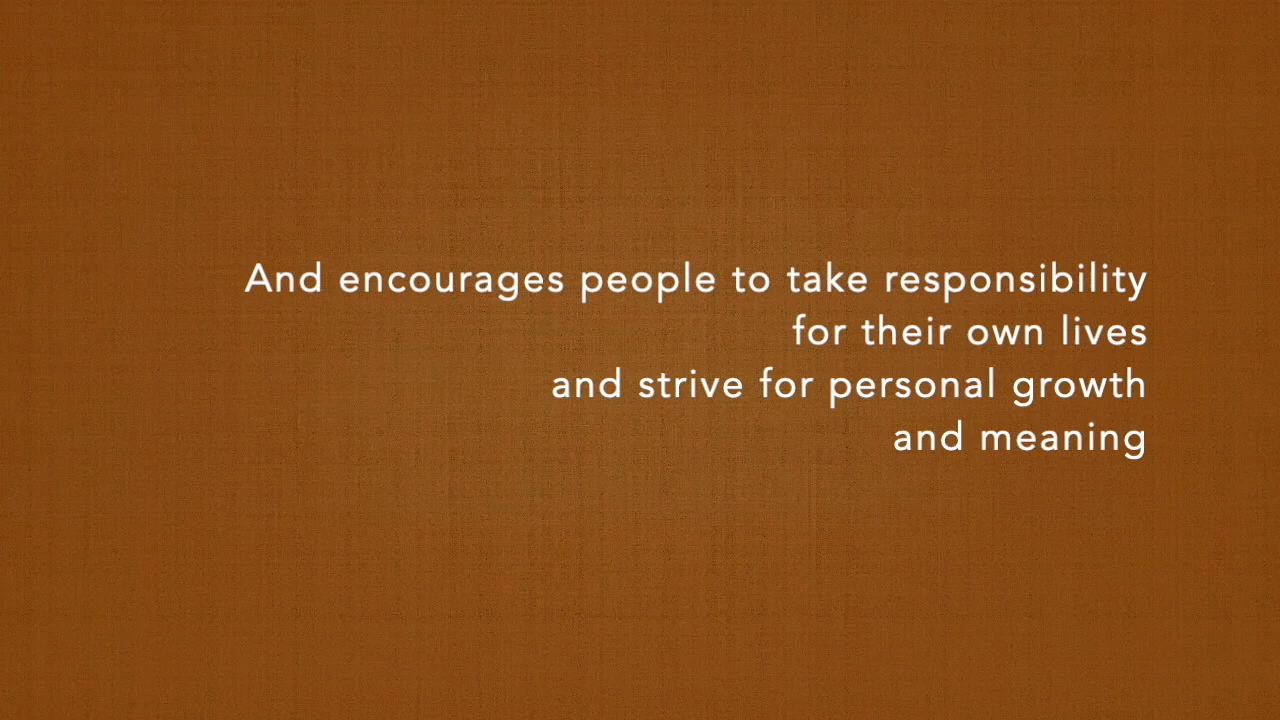 And encourages people to take responsibility
for their own lives
and strive for personal growth
and meaning